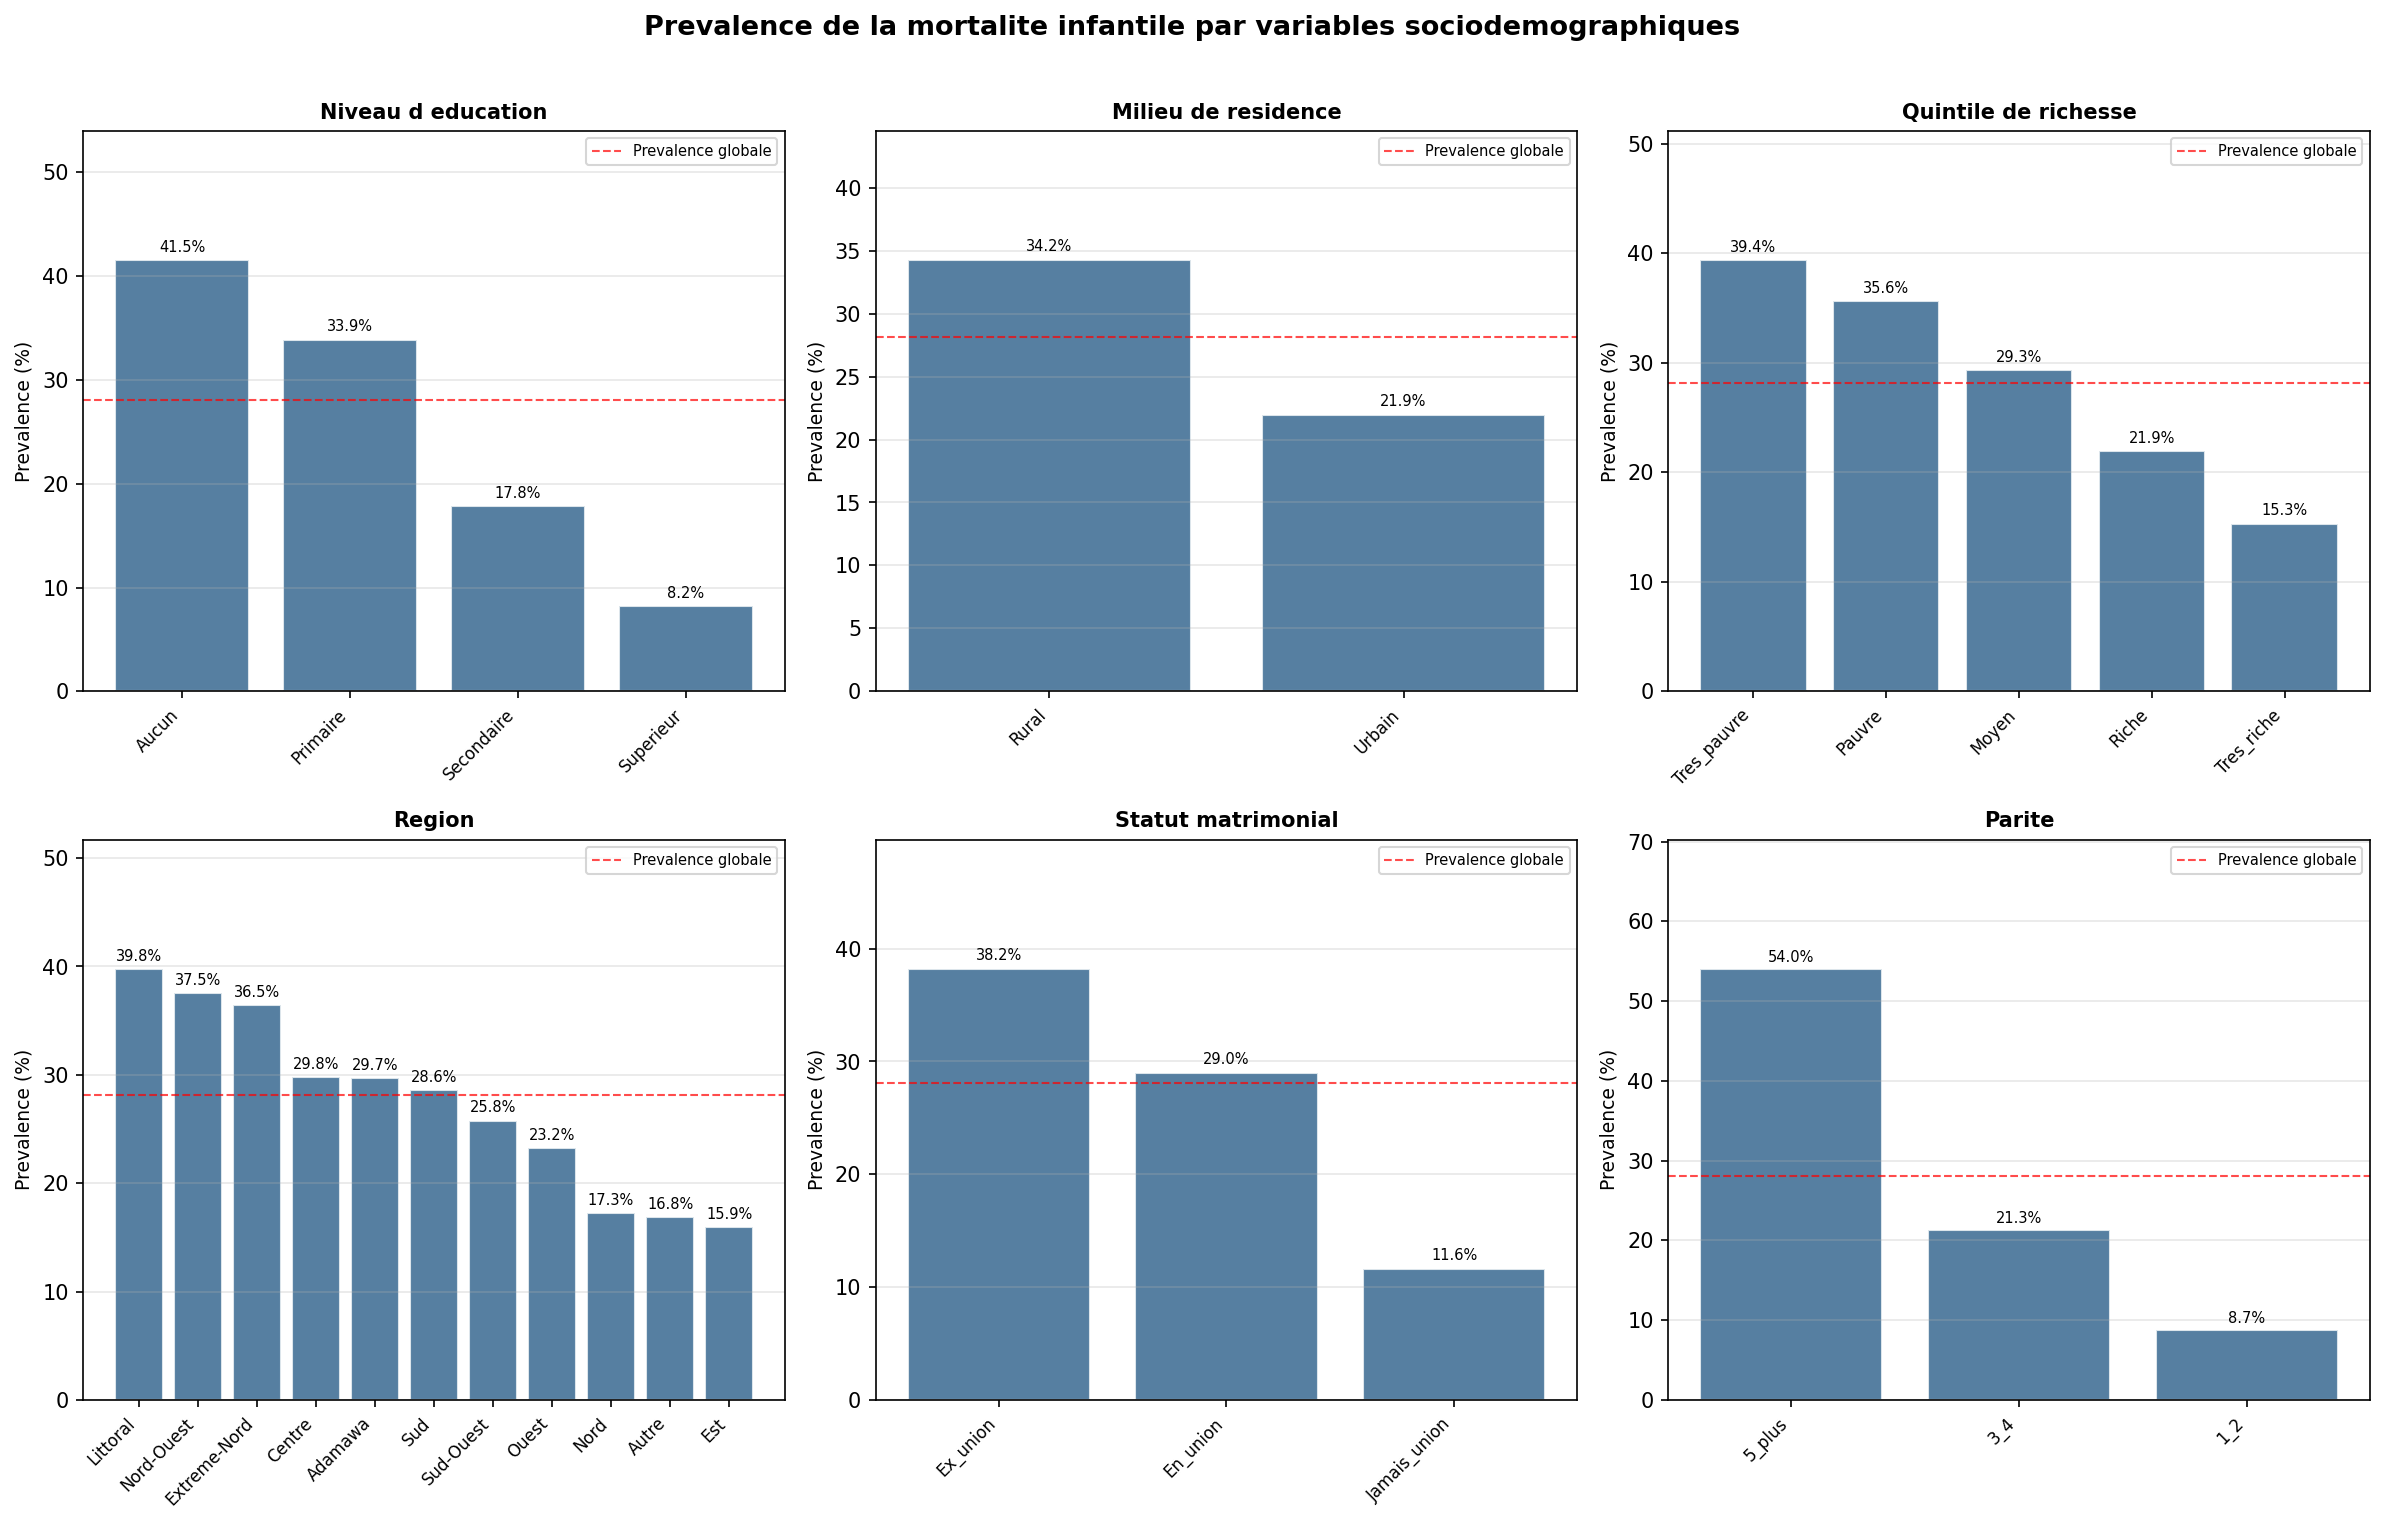 Prevalence de la mortalite infantile par variables sociodemographiques
Niveau d education
Prevalence globale
Prevalence (%)
50
40
30
20
10
0
41.5%
33.9%
17.8%
8.2%
Aucun
Primaire
Secondaire
Superieur
Milieu de residence
Prevalence globale
Prevalence (%)
40
35
30
25
20
15
10
5
0
34.2%
21.9%
Rural
Urbain
Quintile de richesse
Prevalence globale
Prevalence (%)
50
40
30
20
10
0
39.4%
35.6%
29.3%
21.9%
15.3%
Tres_pauvre
Pauvre
Moyen
Riche
Tres_riche
Region
Prevalence globale
Prevalence (%)
50
40
30
20
10
0
39.8%
37.5%
36.5%
29.8%
29.7%
28.6%
25.8%
23.2%
17.3%
16.8%
15.9%
Littoral
Nord-Ouest
Extreme-Nord
Centre
Adamawa
Sud
Sud-Ouest
Ouest
Nord
Autre
Est
Statut matrimonial
Prevalence globale
Prevalence (%)
40
30
20
10
0
38.2%
29.0%
11.6%
Ex_union
En_union
Jamais_union
Parite
Prevalence globale
Prevalence (%)
70
60
50
40
30
20
10
0
54.0%
21.3%
8.7%
5_plus
3_4
1_2